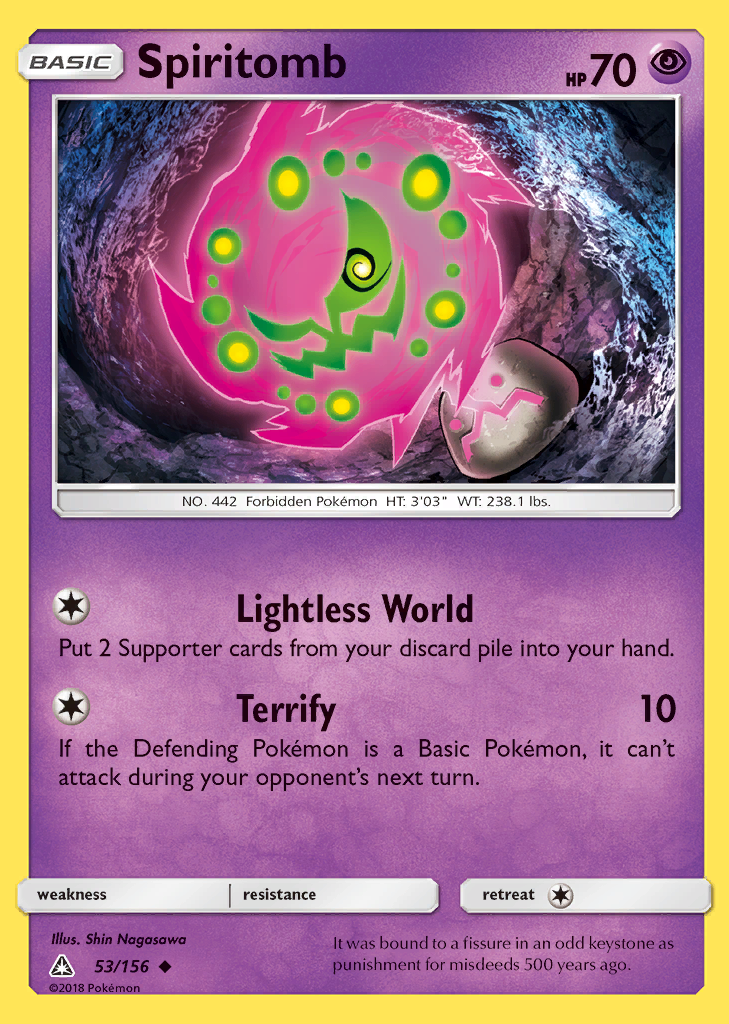 BASIC Spiritomb HP 70
NO. 442 Forbidden Pokémon HT: 3'03" WT: 238.1 lbs.
Lightless World
Put 2 Supporter cards from your discard pile into your hand.
Terrify 10
If the Defending Pokémon is a Basic Pokémon, it can't
attack during your opponent's next turn.
weakness resistance retreat
Illus. Shin Nagasawa
53/156
©2018 Pokémon
It was bound to a fissure in an odd keystone as
punishment for misdeeds 500 years ago.